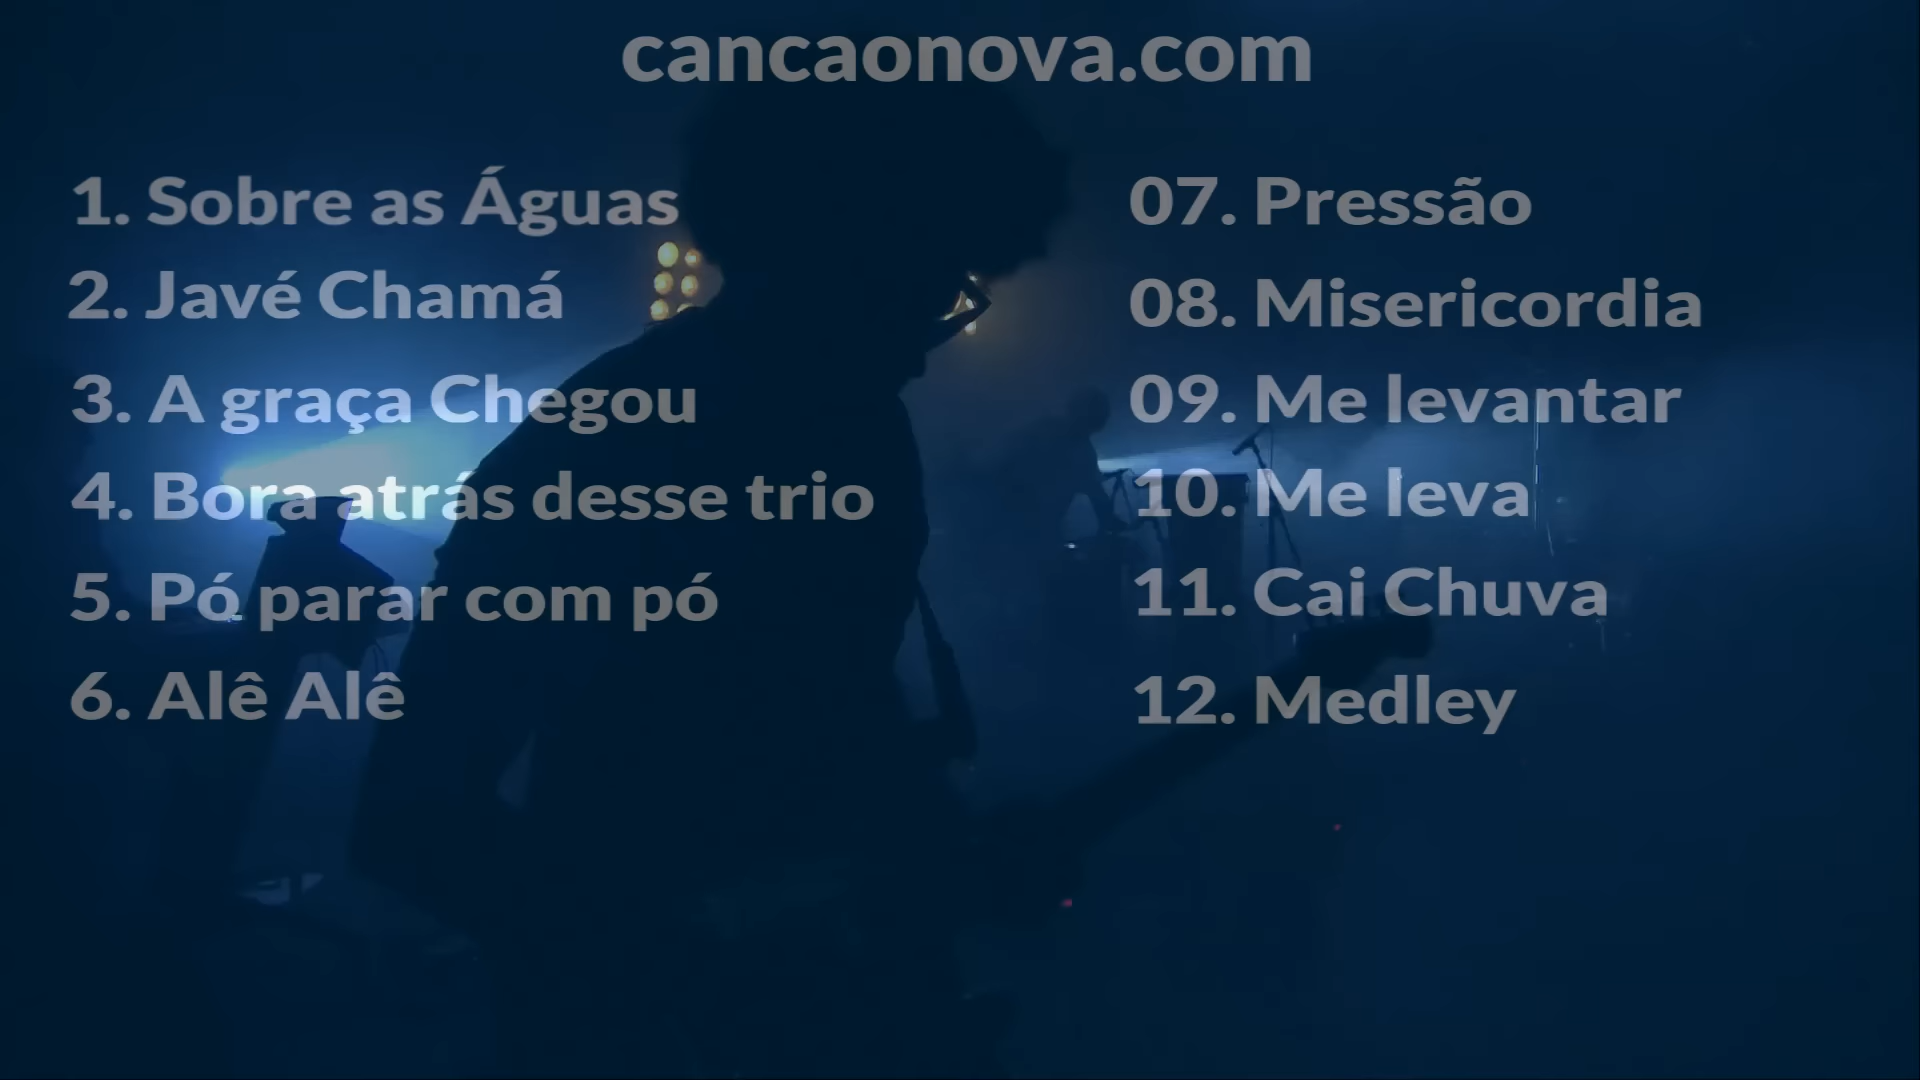 cancaonova.com
1. Sobre as Águas
2. Javé Chamá
3. A graça Chegou
4. Bora atrás desse trio
5. Pó parar com pó
6. Alê Alê
07. Pressão
08. Misericordia
09. Me levantar
10. Me leva
11. Cai Chuva
12. Medley